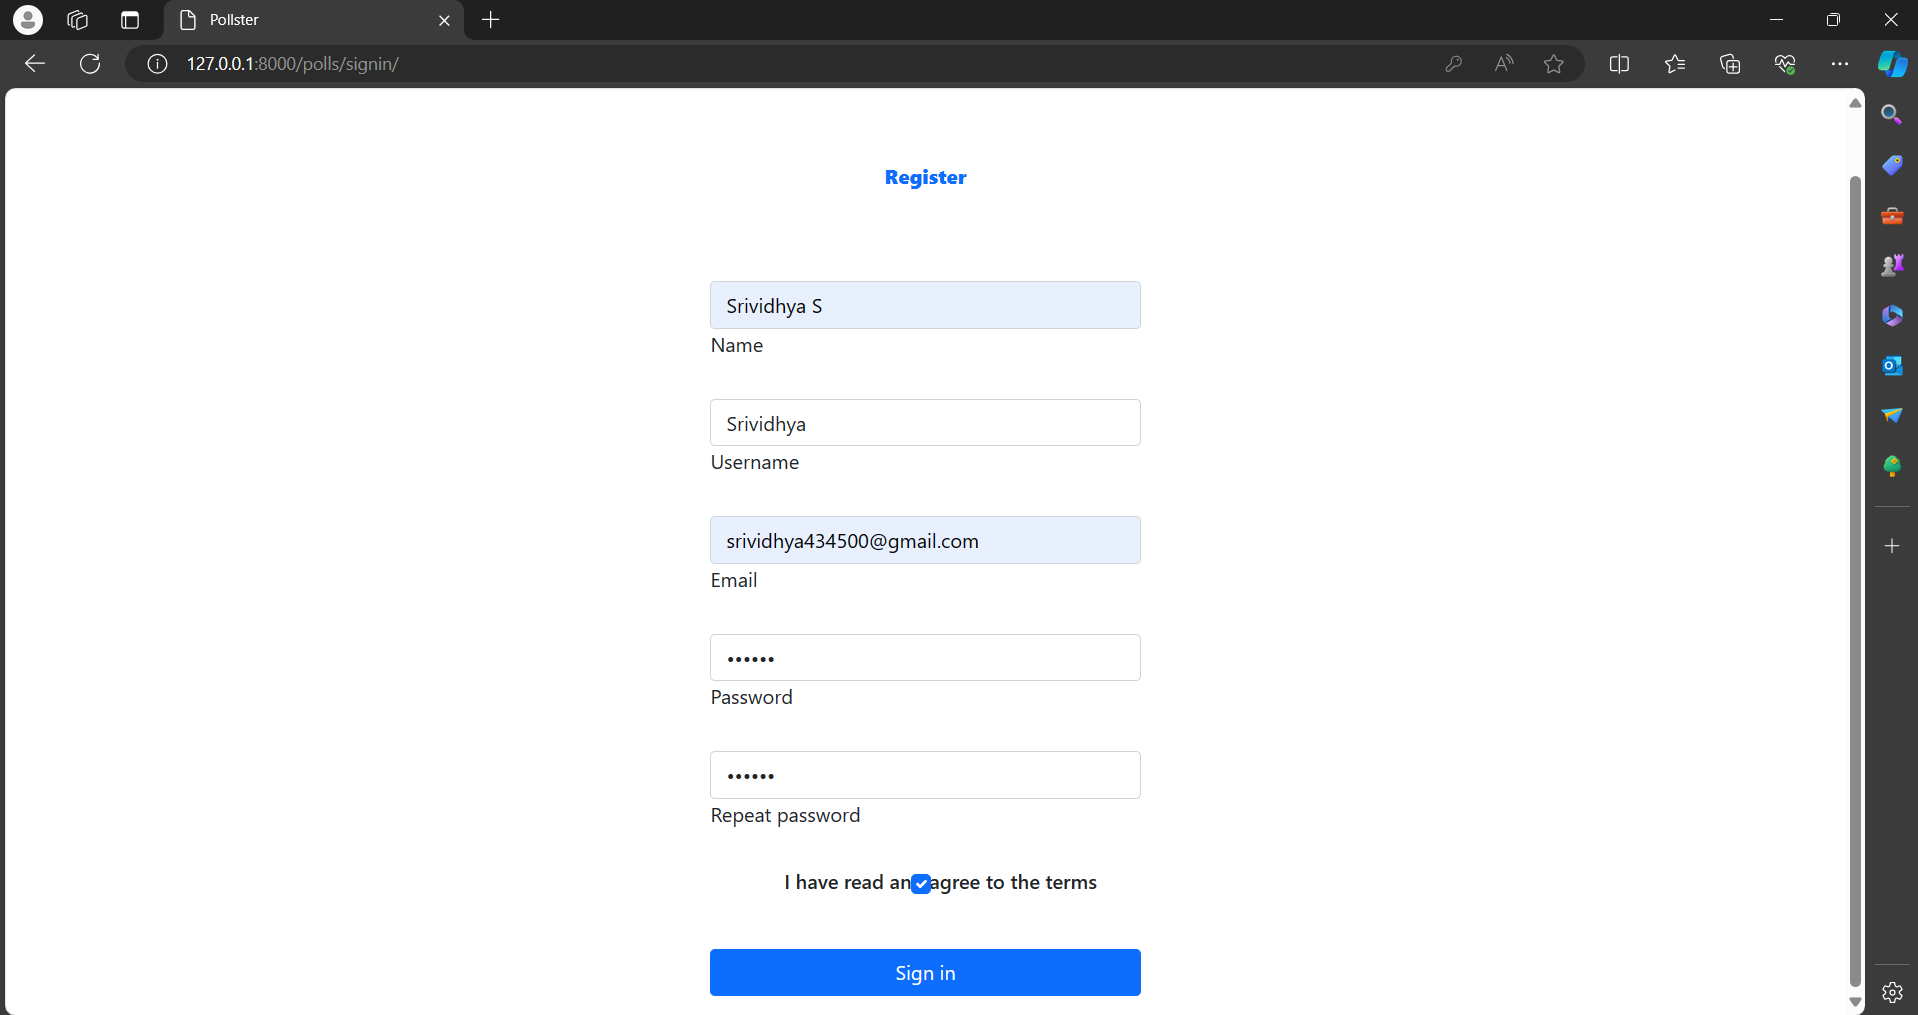 Pollster
127.0.0.1:8000/polls/signin/
Register
Srividhya S
Name
Srividhya
Username
srividhya434500@gmail.com
Email
••••••
Password
••••••
Repeat password
I have read an agree to the terms
Sign in